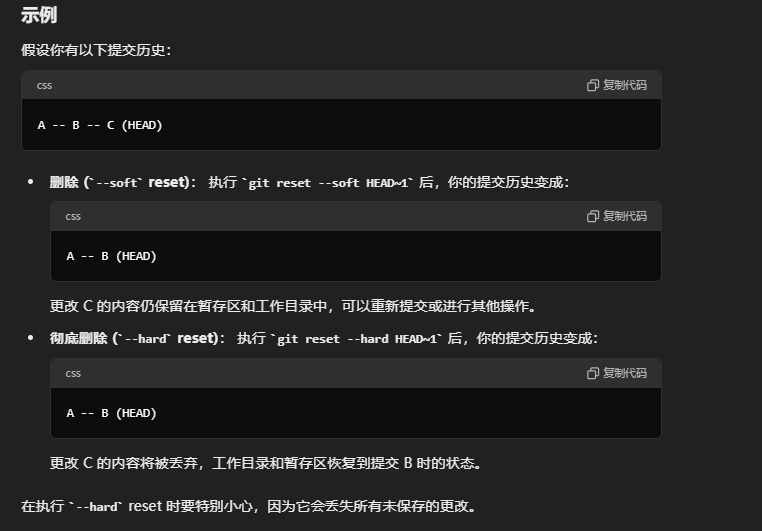 示例
假设你有以下提交历史：
css 复制代码
A -- B -- C (HEAD)
• 删除 (`--soft` reset)： 执行 `git reset --soft HEAD~1` 后，你的提交历史变成：
css 复制代码
A -- B (HEAD)
更改 C 的内容仍保留在暂存区和工作目录中，可以重新提交或进行其他操作。
• 彻底删除 (`--hard` reset)： 执行 `git reset --hard HEAD~1` 后，你的提交历史变成：
css 复制代码
A -- B (HEAD)
更改 C 的内容将被丢弃，工作目录和暂存区恢复到提交 B 时的状态。
在执行 `--hard` reset 时要特别小心，因为它会丢失所有未保存的更改。